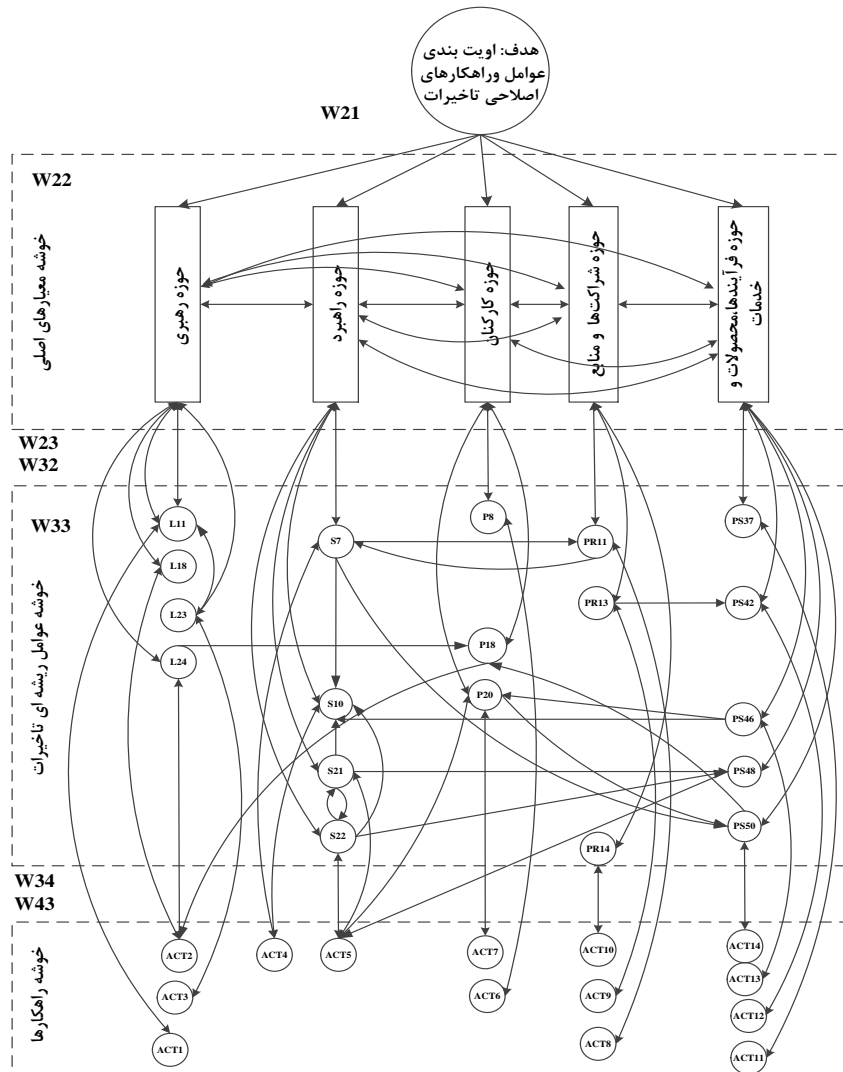 هدف: اویت بندی
عوامل وراهکارهای
اصلاحی تاخیرات
W21
W22
خوشه معیارهای اصلی
حوزه رهبری
حوزه راهبرد
حوزه کارکنان
حوزه شراکت‌ها و منابع
حوزه فرآیندها،محصولات و
خدمات
W23
W32
W33
خوشه عوامل ریشه ای تاخیرات
L11
L18
L23
L24
S7
S10
S21
S22
P8
P18
P20
PR11
PR13
PR14
PS37
PS42
PS46
PS48
PS50
W34
W43
خوشه راهکارها
ACT2
ACT3
ACT1
ACT4
ACT5
ACT7
ACT6
ACT10
ACT9
ACT8
ACT14
ACT13
ACT12
ACT11